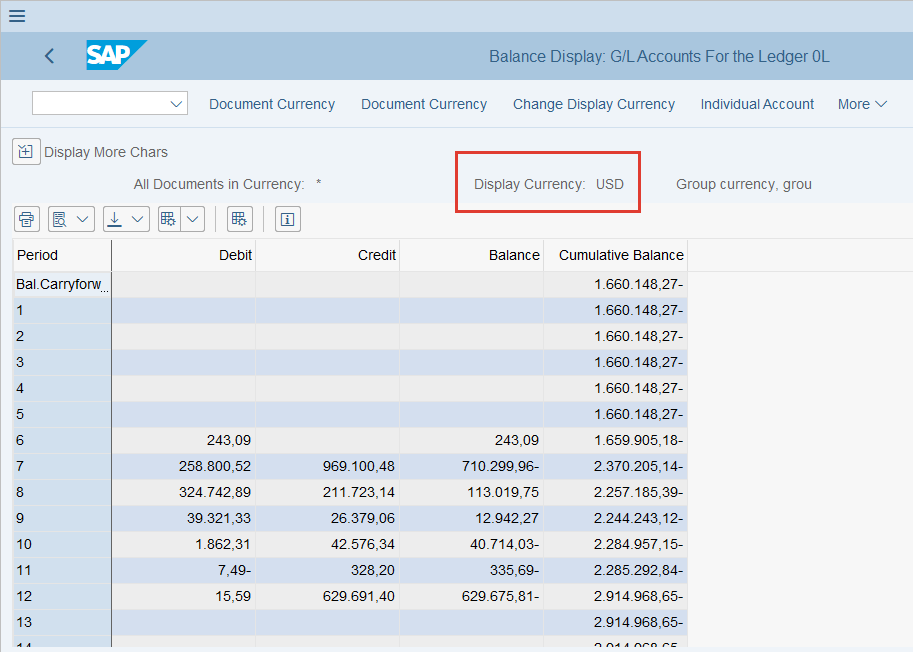 SAP Balance Display: G/L Accounts For the Ledger 0L
Document Currency Document Currency Change Display Currency Individual Account More
Display More Chars
All Documents in Currency: * Display Currency: USD Group currency, grou
Period Debit Credit Balance Cumulative Balance
Bal.Carryforw... 1.660.148,27-
1 1.660.148,27-
2 1.660.148,27-
3 1.660.148,27-
4 1.660.148,27-
5 1.660.148,27-
6 243,09 243,09 1.659.905,18-
7 258.800,52 969.100,48 710.299,96- 2.370.205,14-
8 324.742,89 211.723,14 113.019,75 2.257.185,39-
9 39.321,33 26.379,06 12.942,27 2.244.243,12-
10 1.862,31 42.576,34 40.714,03- 2.284.957,15-
11 7,49- 328,20 335,69- 2.285.292,84-
12 15,59 629.691,40 629.675,81- 2.914.968,65-
13 2.914.968,65-
14 2.914.968,65-